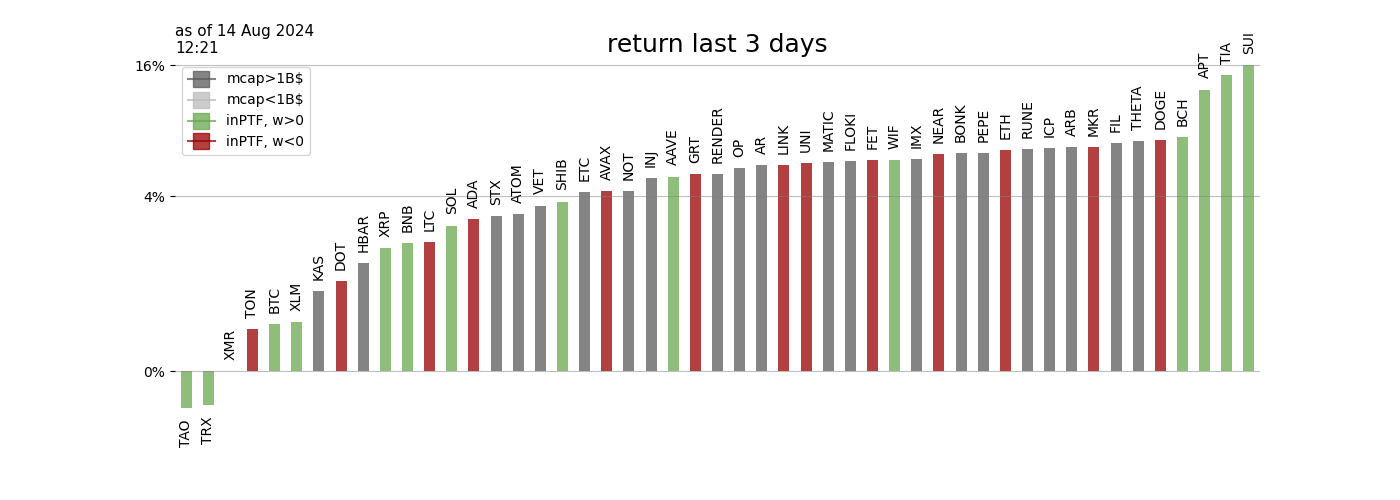 as of 14 Aug 2024
12:21
return last 3 days
16%
4%
0%
mcap>1B$
mcap<1B$
inPTF, w>0
inPTF, w<0
TAO
TRX
XMR
TON
BTC
XLM
KAS
DOT
HBAR
XRP
BNB
LTC
SOL
ADA
STX
ATOM
VET
SHIB
ETC
AVAX
NOT
INJ
AAVE
GRT
RENDER
OP
AR
LINK
UNI
MATIC
FLOKI
FET
WIF
IMX
NEAR
BONK
PEPE
ETH
RUNE
ICP
ARB
MKR
FIL
THETA
DOGE
BCH
APT
TIA
SUI